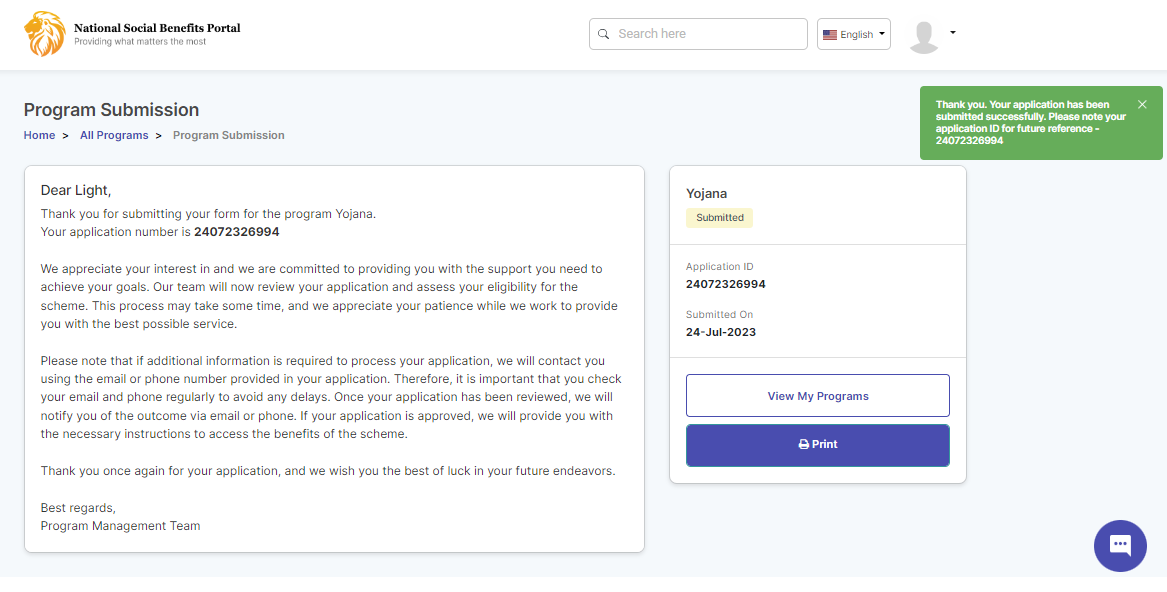 National Social Benefits Portal
Providing what matters the most
Search here
English
Program Submission
Home > All Programs > Program Submission
Thank you. Your application has been
submitted successfully. Please note your
application ID for future reference -
24072326994
Dear Light,
Thank you for submitting your form for the program Yojana.
Your application number is 24072326994
We appreciate your interest in and we are committed to providing you with the support you need to
achieve your goals. Our team will now review your application and assess your eligibility for the
scheme. This process may take some time, and we appreciate your patience while we work to provide
you with the best possible service.
Please note that if additional information is required to process your application, we will contact you
using the email or phone number provided in your application. Therefore, it is important that you check
your email and phone regularly to avoid any delays. Once your application has been reviewed, we will
notify you of the outcome via email or phone. If your application is approved, we will provide you with
the necessary instructions to access the benefits of the scheme.
Thank you once again for your application, and we wish you the best of luck in your future endeavors.
Best regards,
Program Management Team
Yojana
Submitted
Application ID
24072326994
Submitted On
24-Jul-2023
View My Programs
Print